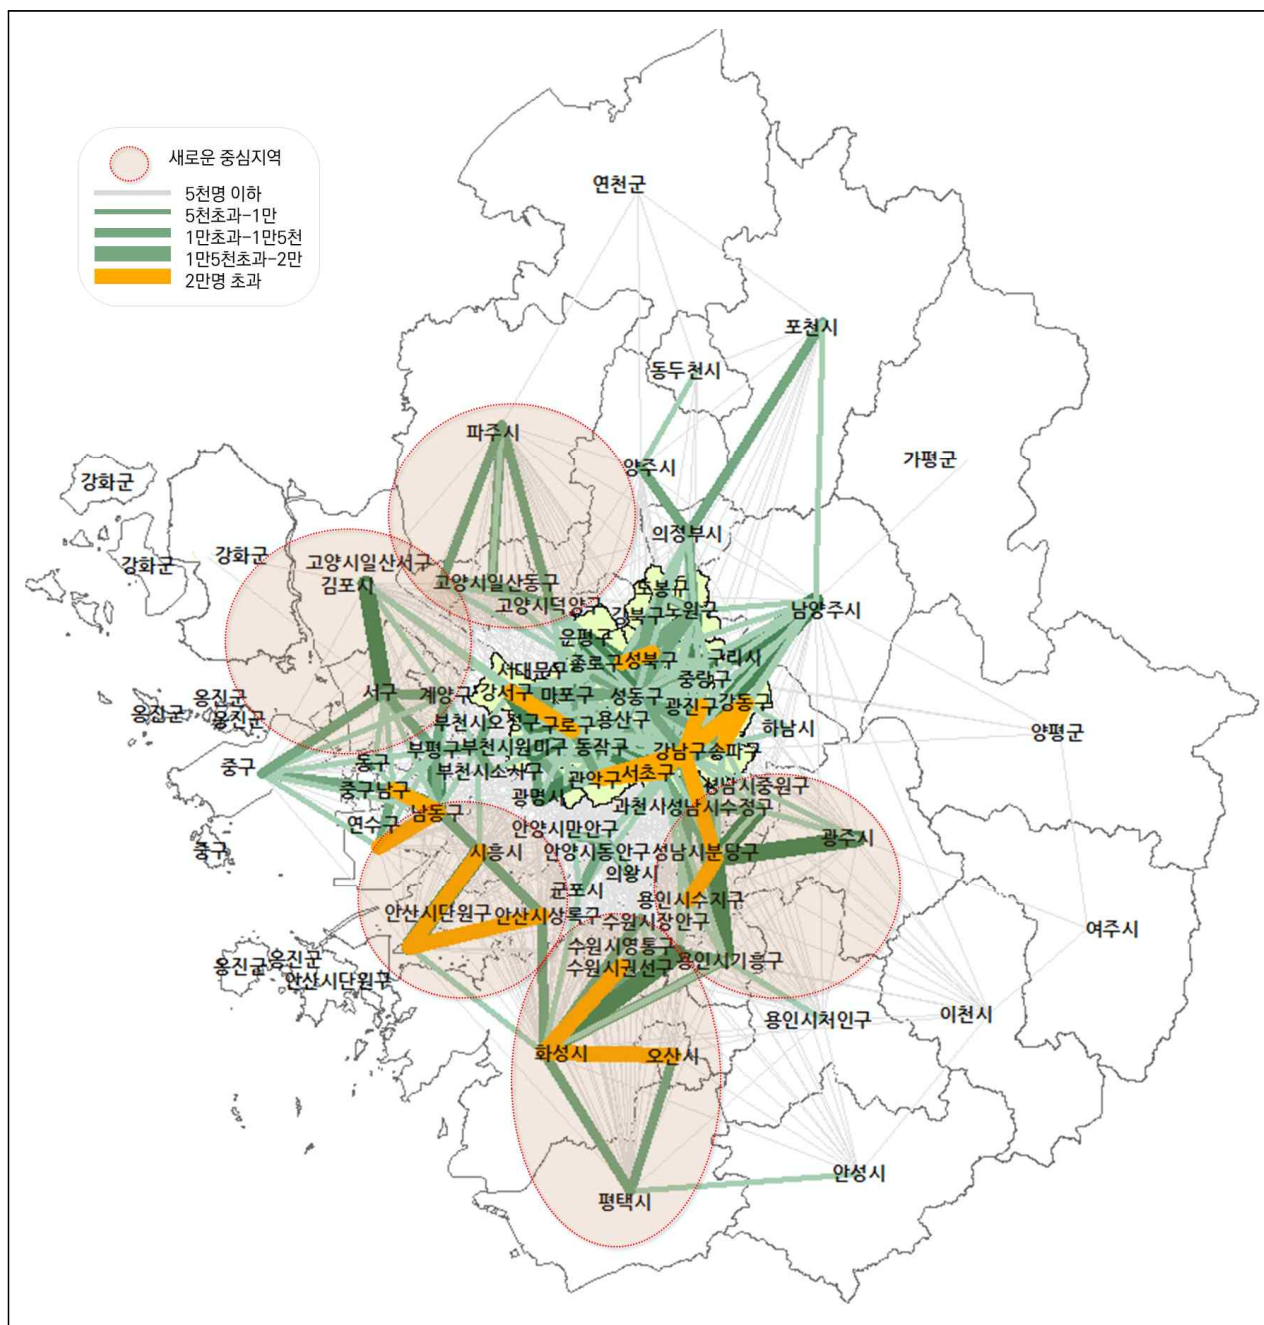 새로운 중심지역
5천명 이하
5천초과-1만
1만초과-1만5천
1만5천초과-2만
2만명 초과
연천군
포천시
동두천시
파주시
양주시
가평군
강화군
의정부시
강화군
강화군
고양시일산서구
김포시
고양시일산동구
고양시덕양구
도봉구
강북구
노원구
남양주시
은평구
종로구
성북구
구리시
서대문구
중랑구
서구
계양구
강서구
마포구
성동구
광진구
강동구
옹진군
옹진군
옹진군
부천시오정구
구로구
용산구
하남시
양평군
부평구
부천시원미구
동작구
강남구
송파구
중구
동구
부천시소사구
관악구
서초구
중구
남구
광명시
과천시
성남시중원구
성남시수정구
연수구
남동구
안양시만안구
중구
시흥시
안양시동안구
성남시분당구
광주시
의왕시
군포시
용인시수지구
안산시단원구
안산시상록구
수원시장안구
여주시
수원시영통구
수원시권선구
용인시기흥구
옹진군
옹진군
안산시단원구
용인시처인구
이천시
화성시
오산시
안성시
평택시